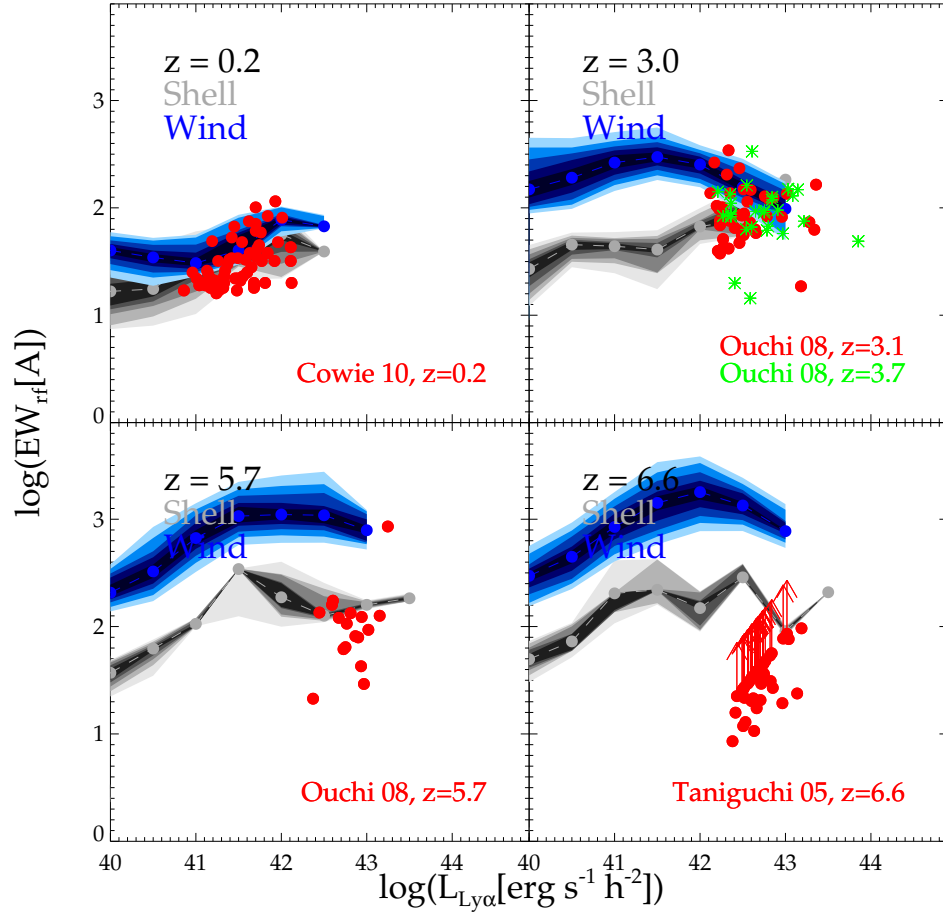 z = 0.2
Shell
Wind
Cowie 10, z=0.2
z = 3.0
Shell
Wind
Ouchi 08, z=3.1
Ouchi 08, z=3.7
3
2
1
0
z = 5.7
Shell
Wind
Ouchi 08, z=5.7
z = 6.6
Shell
Wind
Taniguchi 05, z=6.6
3
2
1
0
40 41 42 43 44 40 41 42 43 44
log(EW_rf[A])
log(L_Lyα[erg s⁻¹ h⁻²])